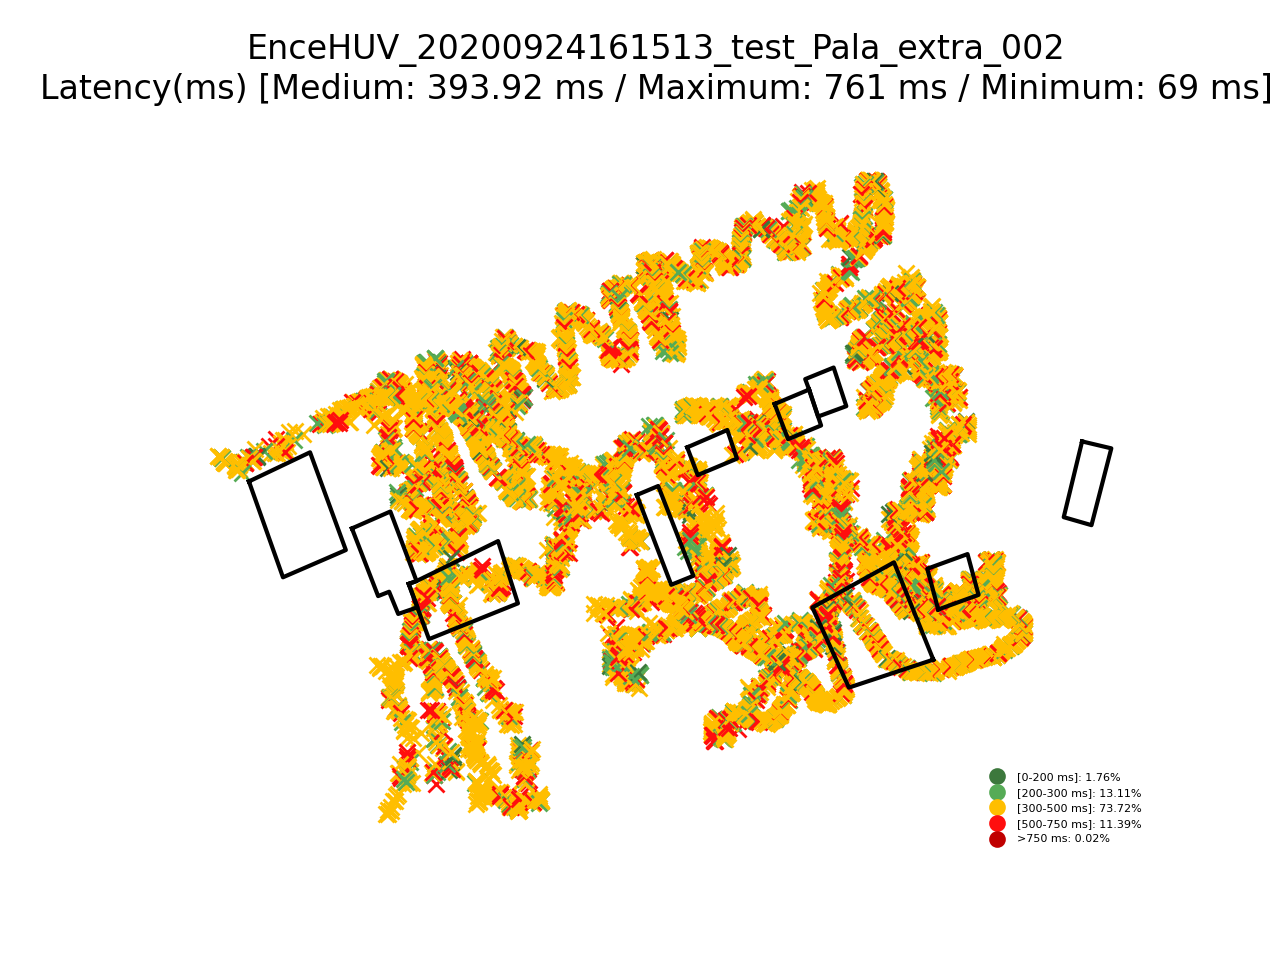 EnceHUV_20200924161513_test_Pala_extra_002
Latency(ms) [Medium: 393.92 ms / Maximum: 761 ms / Minimum: 69 ms]
[0-200 ms]: 1.76%
[200-300 ms]: 13.11%
[300-500 ms]: 73.72%
[500-750 ms]: 11.39%
>750 ms: 0.02%